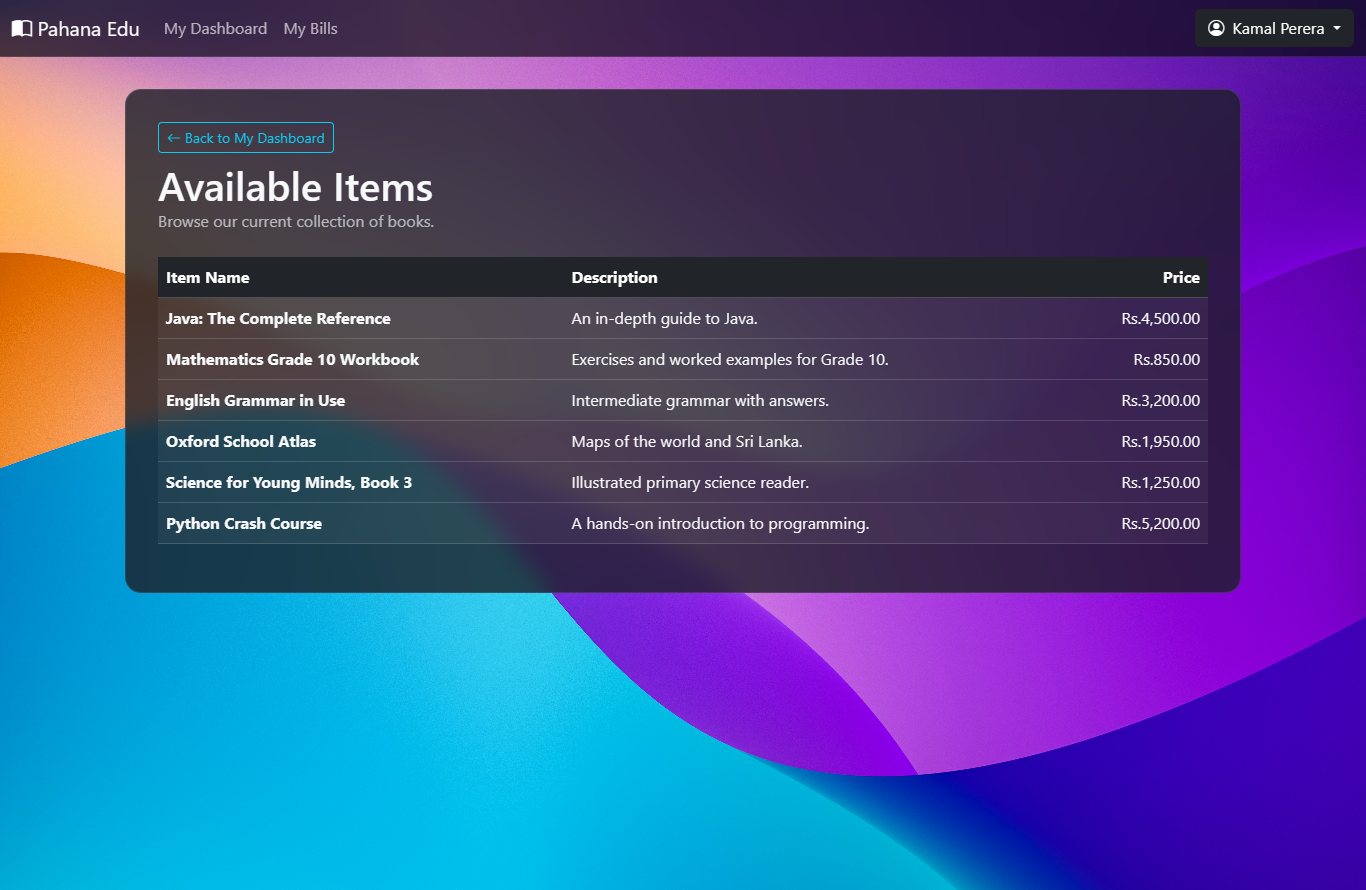 Pahana Edu My Dashboard My Bills Kamal Perera
← Back to My Dashboard
Available Items
Browse our current collection of books.
Item Name Description Price
Java: The Complete Reference An in-depth guide to Java. Rs.4,500.00
Mathematics Grade 10 Workbook Exercises and worked examples for Grade 10. Rs.850.00
English Grammar in Use Intermediate grammar with answers. Rs.3,200.00
Oxford School Atlas Maps of the world and Sri Lanka. Rs.1,950.00
Science for Young Minds, Book 3 Illustrated primary science reader. Rs.1,250.00
Python Crash Course A hands-on introduction to programming. Rs.5,200.00